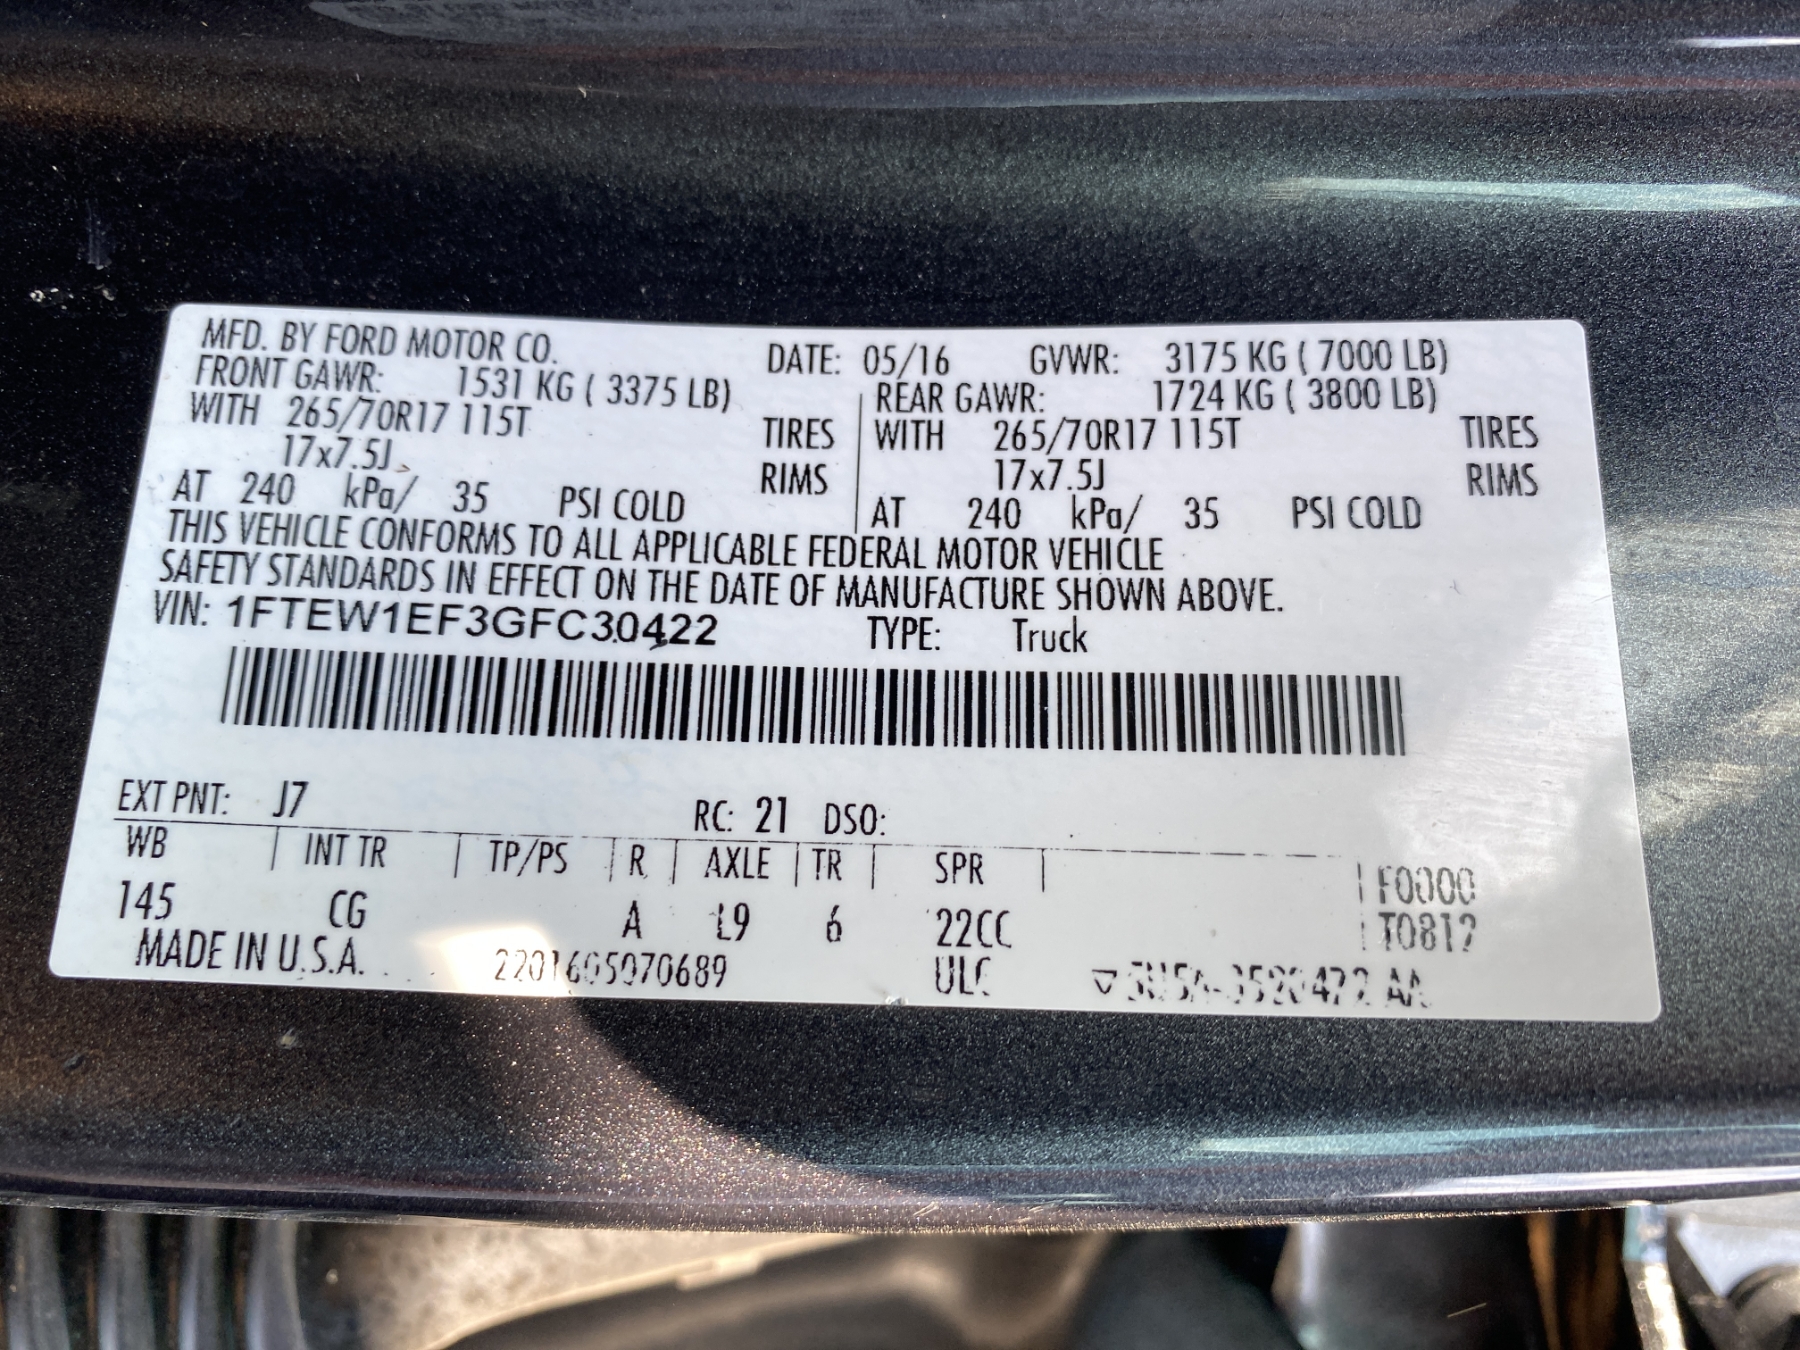 MFD. BY FORD MOTOR CO. DATE: 05/16 GVWR: 3175 KG ( 7000 LB)
FRONT GAWR: 1531 KG ( 3375 LB) REAR GAWR: 1724 KG ( 3800 LB)
WITH 265/70R17 115T TIRES WITH 265/70R17 115T TIRES
17x7.5J RIMS 17x7.5J RIMS
AT 240 kPa/ 35 PSI COLD AT 240 kPa/ 35 PSI COLD
THIS VEHICLE CONFORMS TO ALL APPLICABLE FEDERAL MOTOR VEHICLE
SAFETY STANDARDS IN EFFECT ON THE DATE OF MANUFACTURE SHOWN ABOVE.
VIN: 1FTEW1EF3GFC30422 TYPE: Truck
EXT PNT: J7 RC: 21 DSO:
WB INT TR TP/PS R AXLE TR SPR F0000
145 CG A L9 6 22CC T0812
MADE IN U.S.A. 2201605070689 ULC